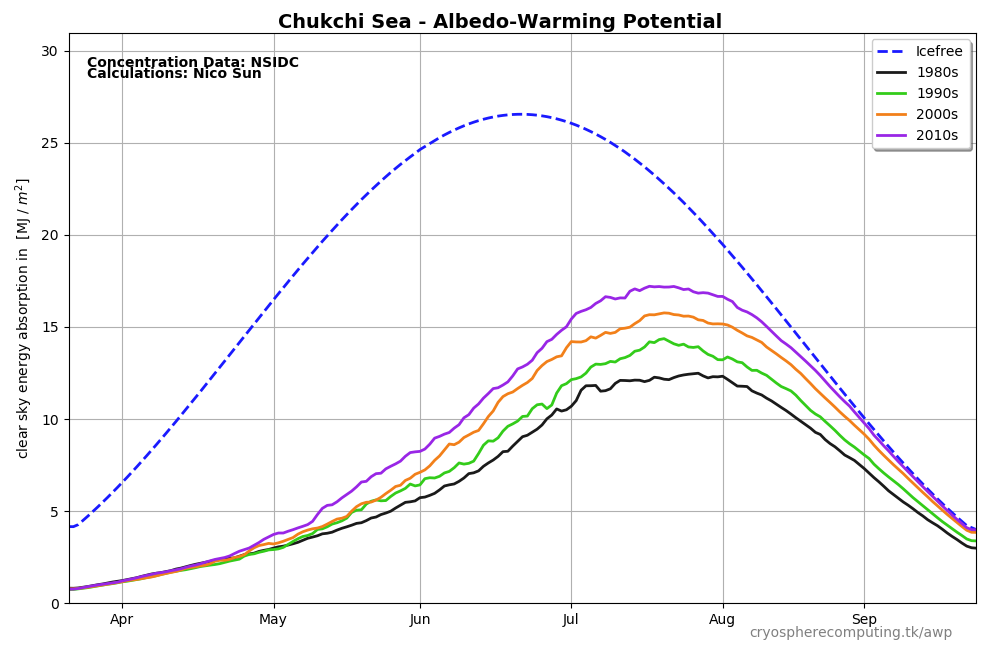 Chukchi Sea - Albedo-Warming Potential
Concentration Data: NSIDC
Calculations: Nico Sun
Icefree
1980s
1990s
2000s
2010s
clear sky energy absorption in [MJ / m²]
30
25
20
15
10
5
0
Apr May Jun Jul Aug Sep
cryospherecomputing.tk/awp